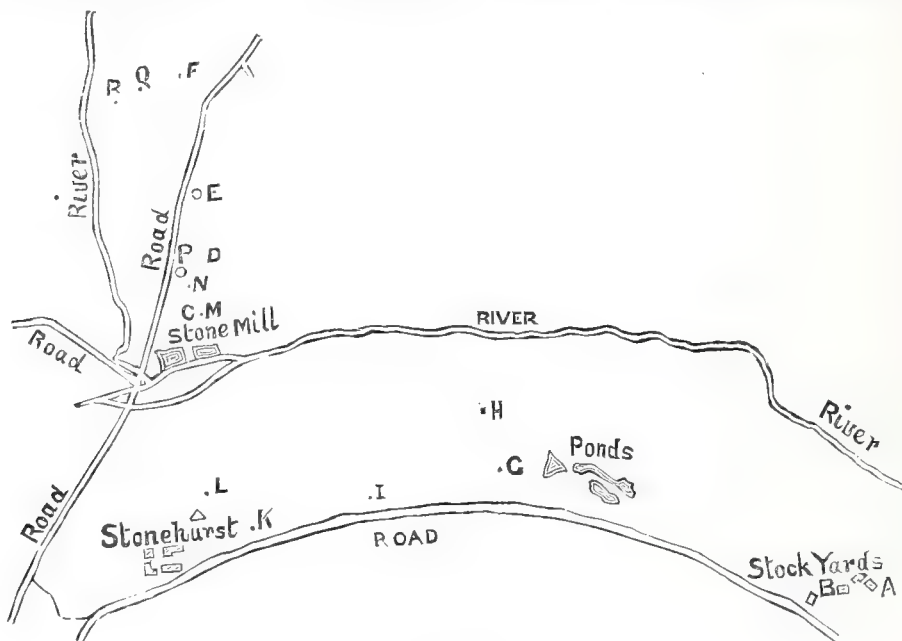 R Q F
River
Road
E
P D
N
C M
Stone Mill
Road
RIVER
H
River
Ponds
G
L
I
Road
Stonehurst K
ROAD
Stock Yards
B A